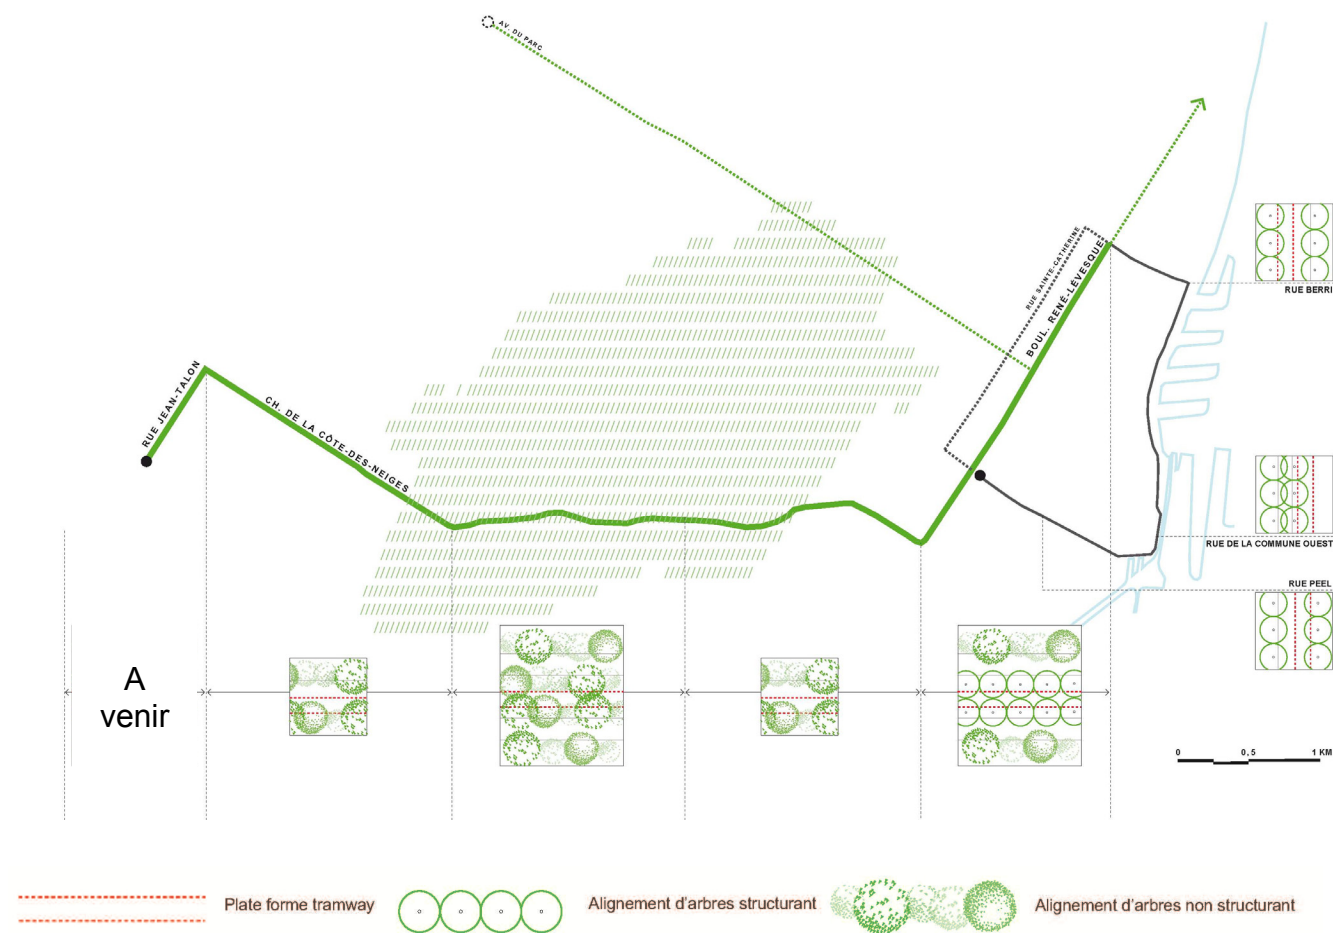 AV. DU PARC
RUE SAINTE-CATHERINE
BOUL. RENÉ-LÉVESQUE
RUE BERRI
RUE JEAN-TALON
CH. DE LA CÔTE-DES-NEIGES
RUE DE LA COMMUNE OUEST
RUE PEEL
A
venir
0 0,5 1 KM
Plate forme tramway
Alignement d'arbres structurant
Alignement d'arbres non structurant